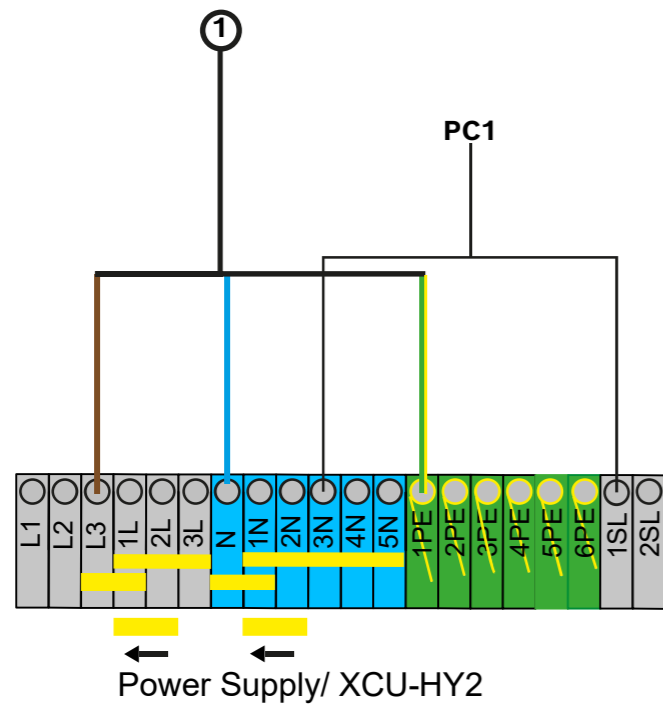 1
PC1
L1 L2 L3 1L 2L 3L N 1N 2N 3N 4N 5N 1PE 2PE 3PE 4PE 5PE 6PE 1SL 2SL
Power Supply/ XCU-HY2